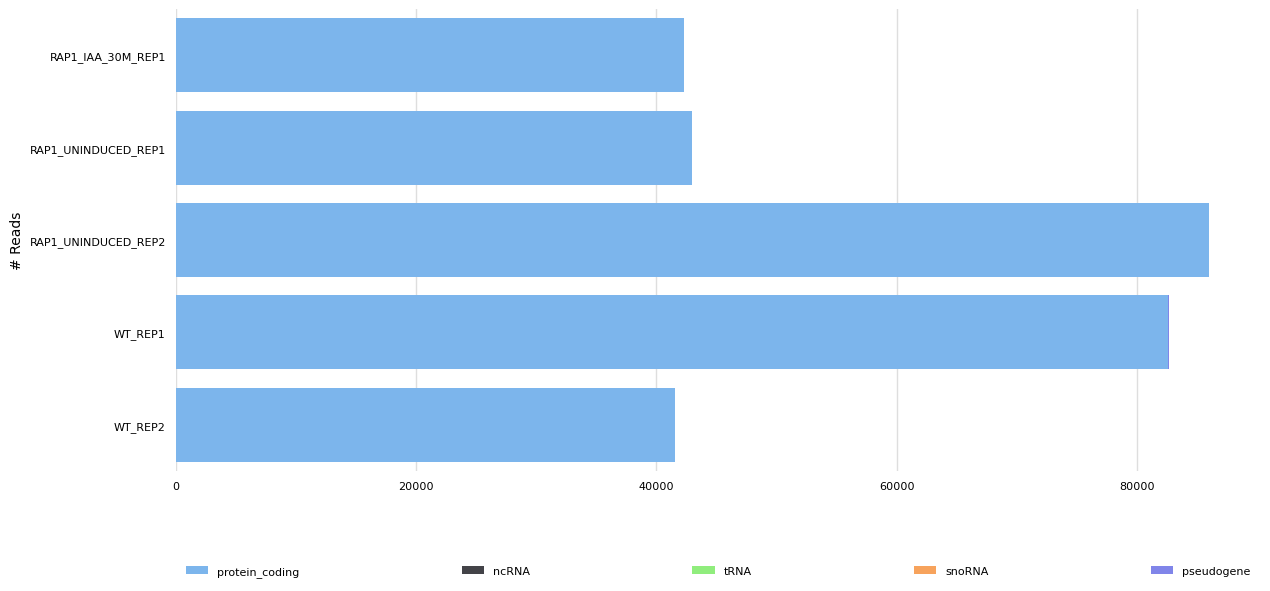 RAP1_IAA_30M_REP1
RAP1_UNINDUCED_REP1
# Reads
RAP1_UNINDUCED_REP2
WT_REP1
WT_REP2
0 20000 40000 60000 80000
protein_coding ncRNA tRNA snoRNA pseudogene